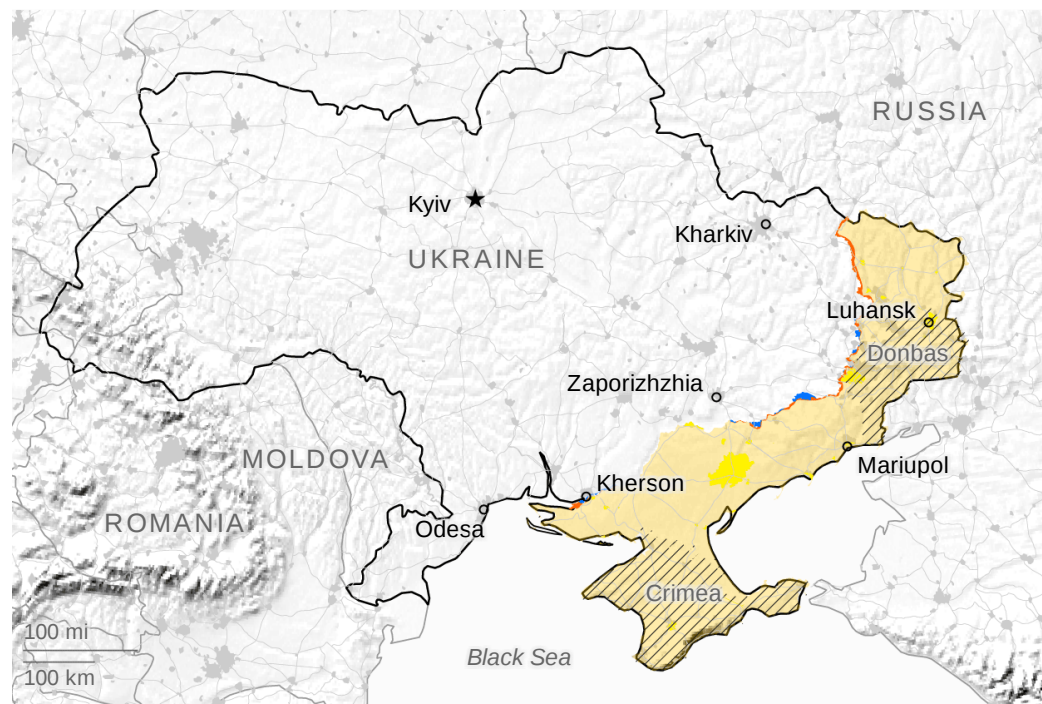 RUSSIA
Kyiv
Kharkiv
UKRAINE
Luhansk
Donbas
Zaporizhzhia
MOLDOVA
Mariupol
Kherson
ROMANIA
Odesa
Crimea
100 mi
Black Sea
100 km